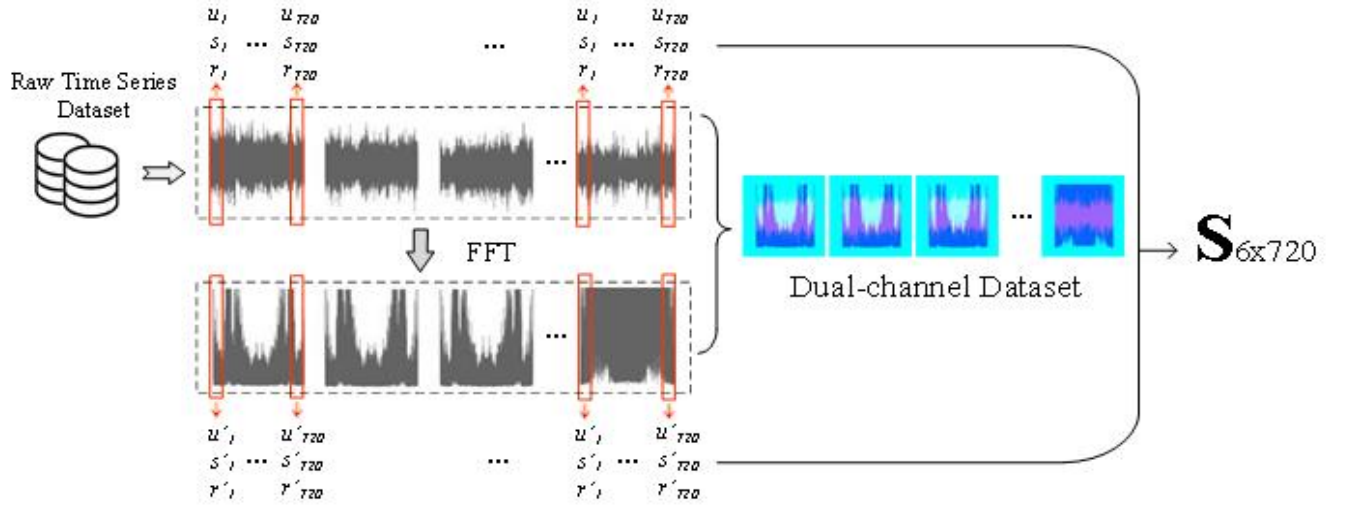 u₁ u₇₂₀ u₁ u₇₂₀
s₁ ... s₇₂₀ ... s₁ ... s₇₂₀
r₁ r₇₂₀ r₁ r₇₂₀
Raw Time Series
Dataset
...
FFT
...
Dual-channel Dataset
S6x720
...
u′₁ u′₇₂₀ u′₁ u′₇₂₀
s′₁ ... s′₇₂₀ ... s′₁ ... s′₇₂₀
r′₁ r′₇₂₀ r′₁ r′₇₂₀